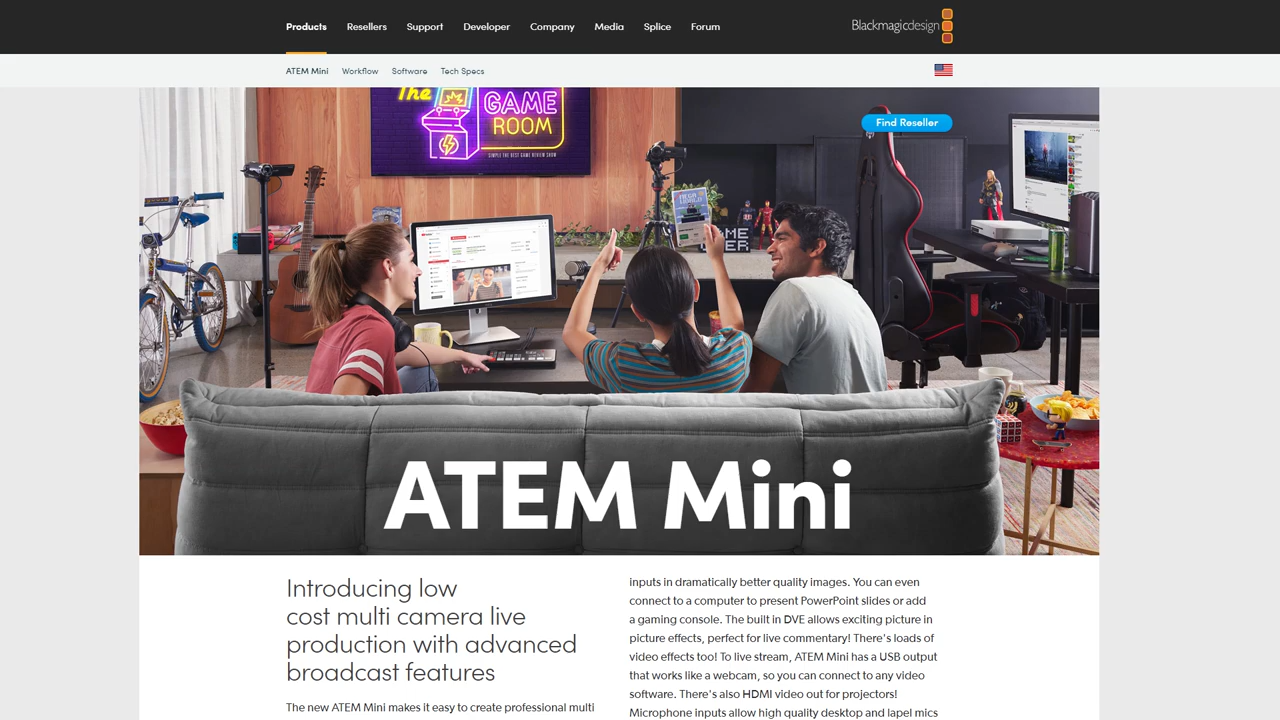 Products Resellers Support Developer Company Media Splice Forum
Blackmagicdesign
ATEM Mini Workflow Software Tech Specs
The
GAME
ROOM
SIMPLY THE BEST GAME REVIEW SHOW
Find Reseller
ATEM Mini
Introducing low
cost multi camera live
production with advanced
broadcast features
The new ATEM Mini makes it easy to create professional multi
inputs in dramatically better quality images. You can even
connect to a computer to present PowerPoint slides or add
a gaming console. The built in DVE allows exciting picture in
picture effects, perfect for live commentary! There's loads of
video effects too! To live stream, ATEM Mini has a USB output
that works like a webcam, so you can connect to any video
software. There's also HDMI video out for projectors!
Microphone inputs allow high quality desktop and lapel mics